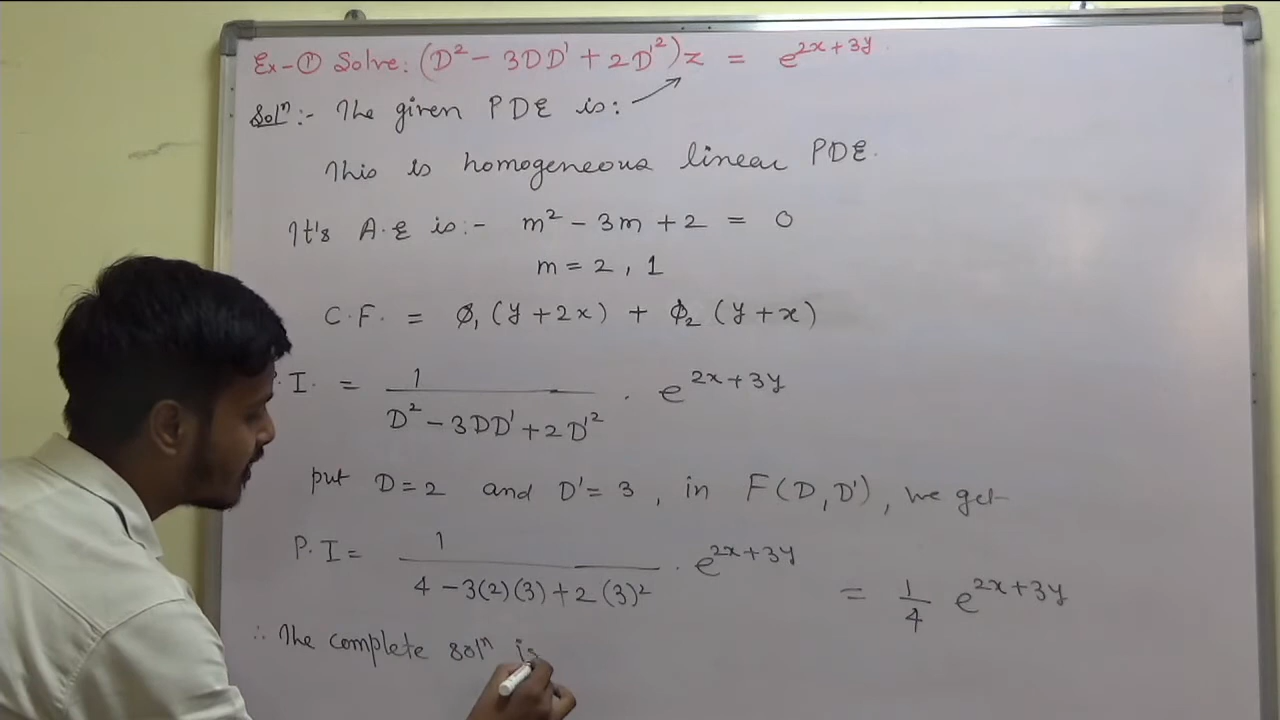 Ex-① Solve: (D² - 3DD' + 2D'²)z = e^{2x+3y}
Solⁿ:- The given PDE is:
This is homogeneous linear PDE.
It's A.E is:- m² - 3m + 2 = 0
m = 2, 1
C.F. = ϕ₁(y+2x) + ϕ₂(y+x)
.I. = 1/(D² - 3DD' + 2D'²) . e^{2x+3y}
put D=2 and D'=3, in F(D,D'), we get
P.I = 1/(4-3(2)(3)+2(3)²) . e^{2x+3y} = 1/4 e^{2x+3y}
∴ The complete solⁿ is